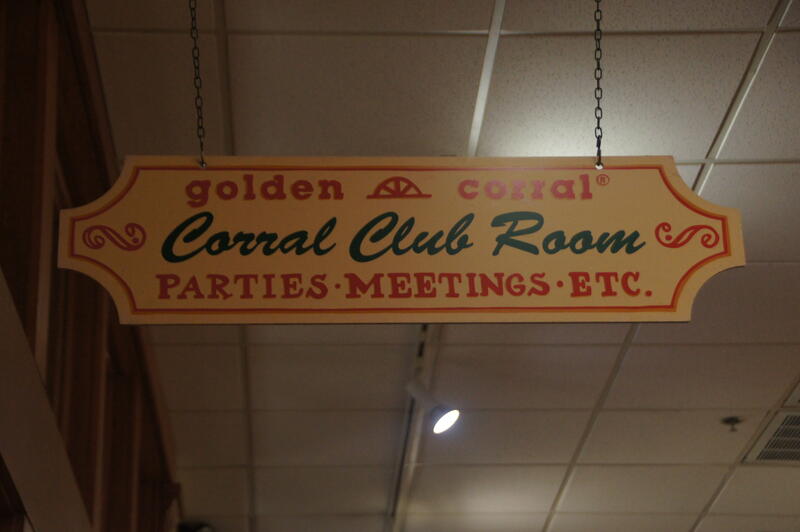 golden corral®
Corral Club Room
PARTIES · MEETINGS · ETC.